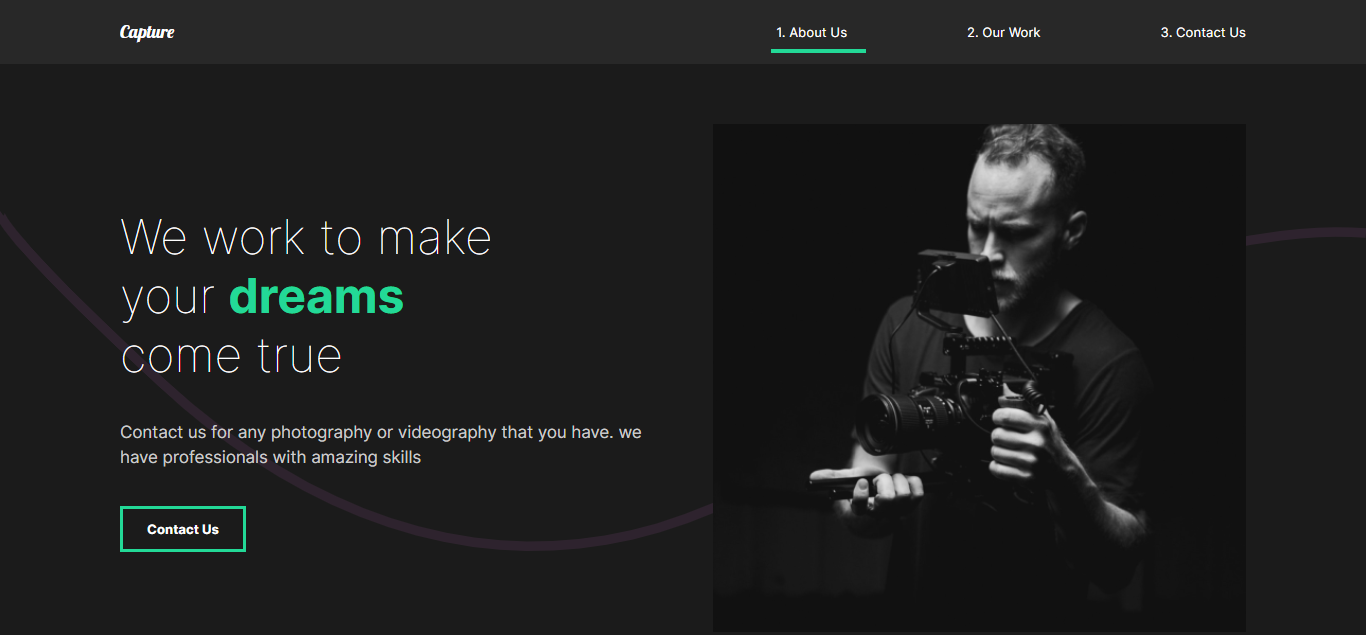 Capture
1. About Us
2. Our Work
3. Contact Us
We work to make
your dreams
come true
Contact us for any photography or videography that you have. we
have professionals with amazing skills
Contact Us